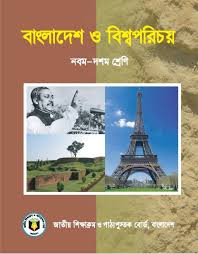 বাংলাদেশ ও বিশ্বপরিচয়
নবম-দশম শ্রেণি
জাতীয় শিক্ষাক্রম ও পাঠ্যপুস্তক বোর্ড, বাংলাদেশ